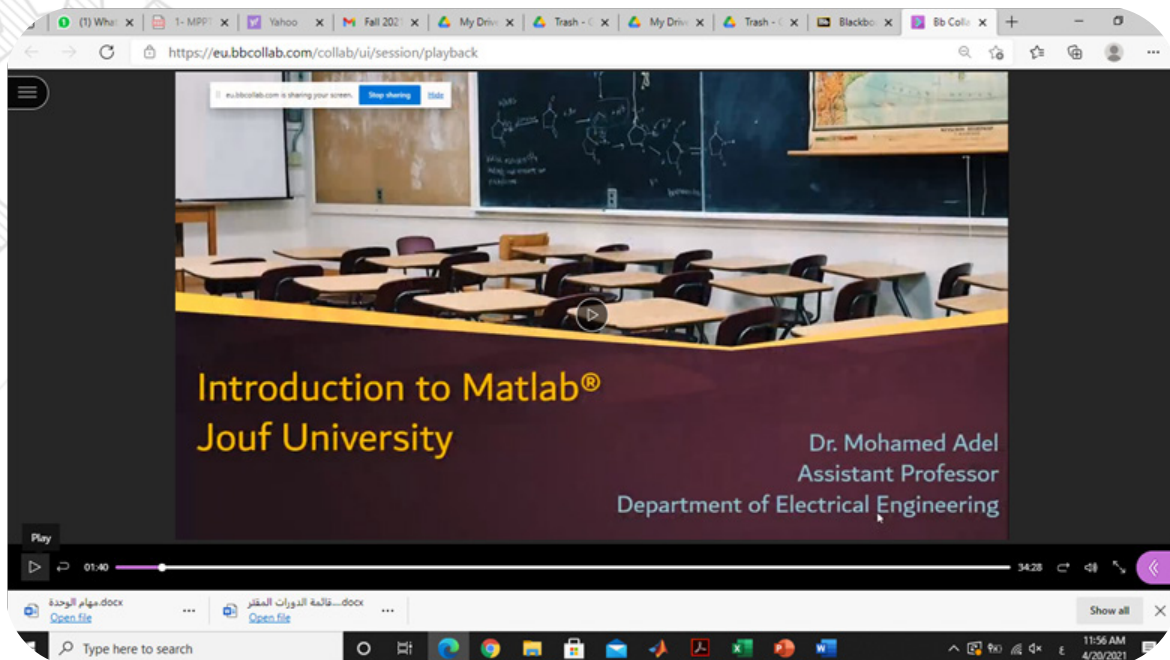 (1) What
1- MPPT
Yahoo
Fall 202
My Drive
Trash - G
My Drive
Trash - G
Blackbo
Bb Colla
https://eu.bbcollab.com/collab/ui/session/playback
eu.bbcollab.com is sharing your screen.
Stop sharing
Hide
Introduction to Matlab®
Jouf University
Dr. Mohamed Adel
Assistant Professor
Department of Electrical Engineering
Play
01:40
34:28
مهام الوحدة.docx
Open file
قائمة الدورات المقتر....docx
Open file
Show all
Type here to search
ع
11:56 AM
4/20/2021